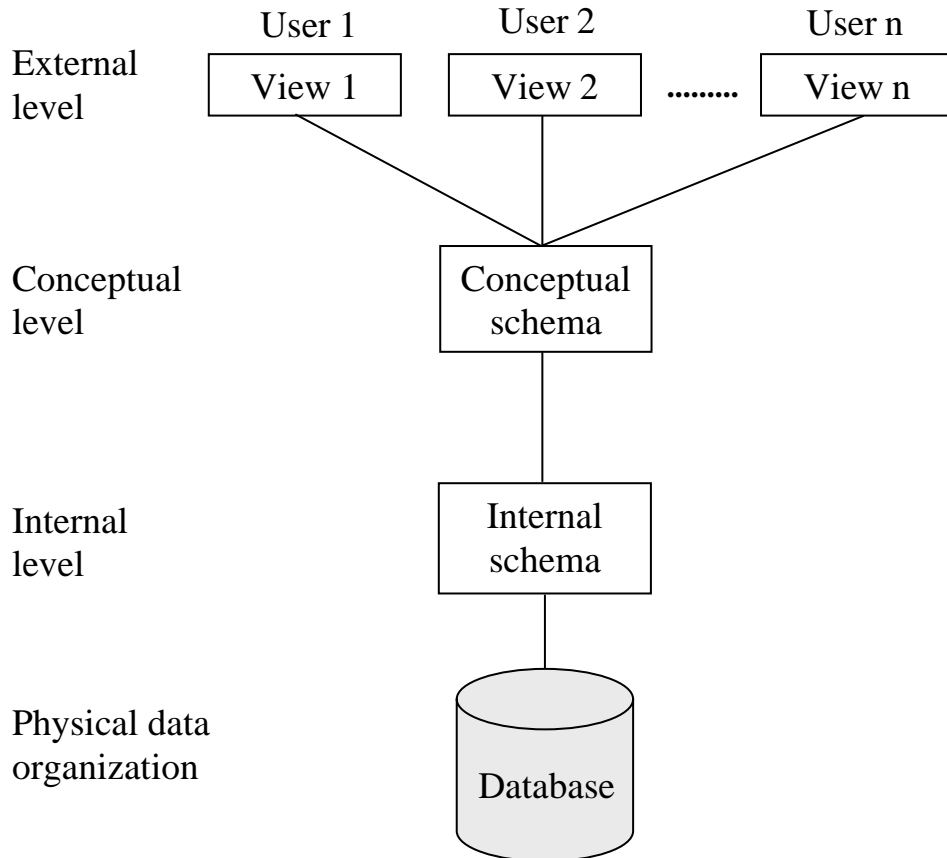 User 1
User 2
User n
External
level
View 1
View 2
.........
View n
Conceptual
level
Conceptual
schema
Internal
level
Internal
schema
Physical data
organization
Database